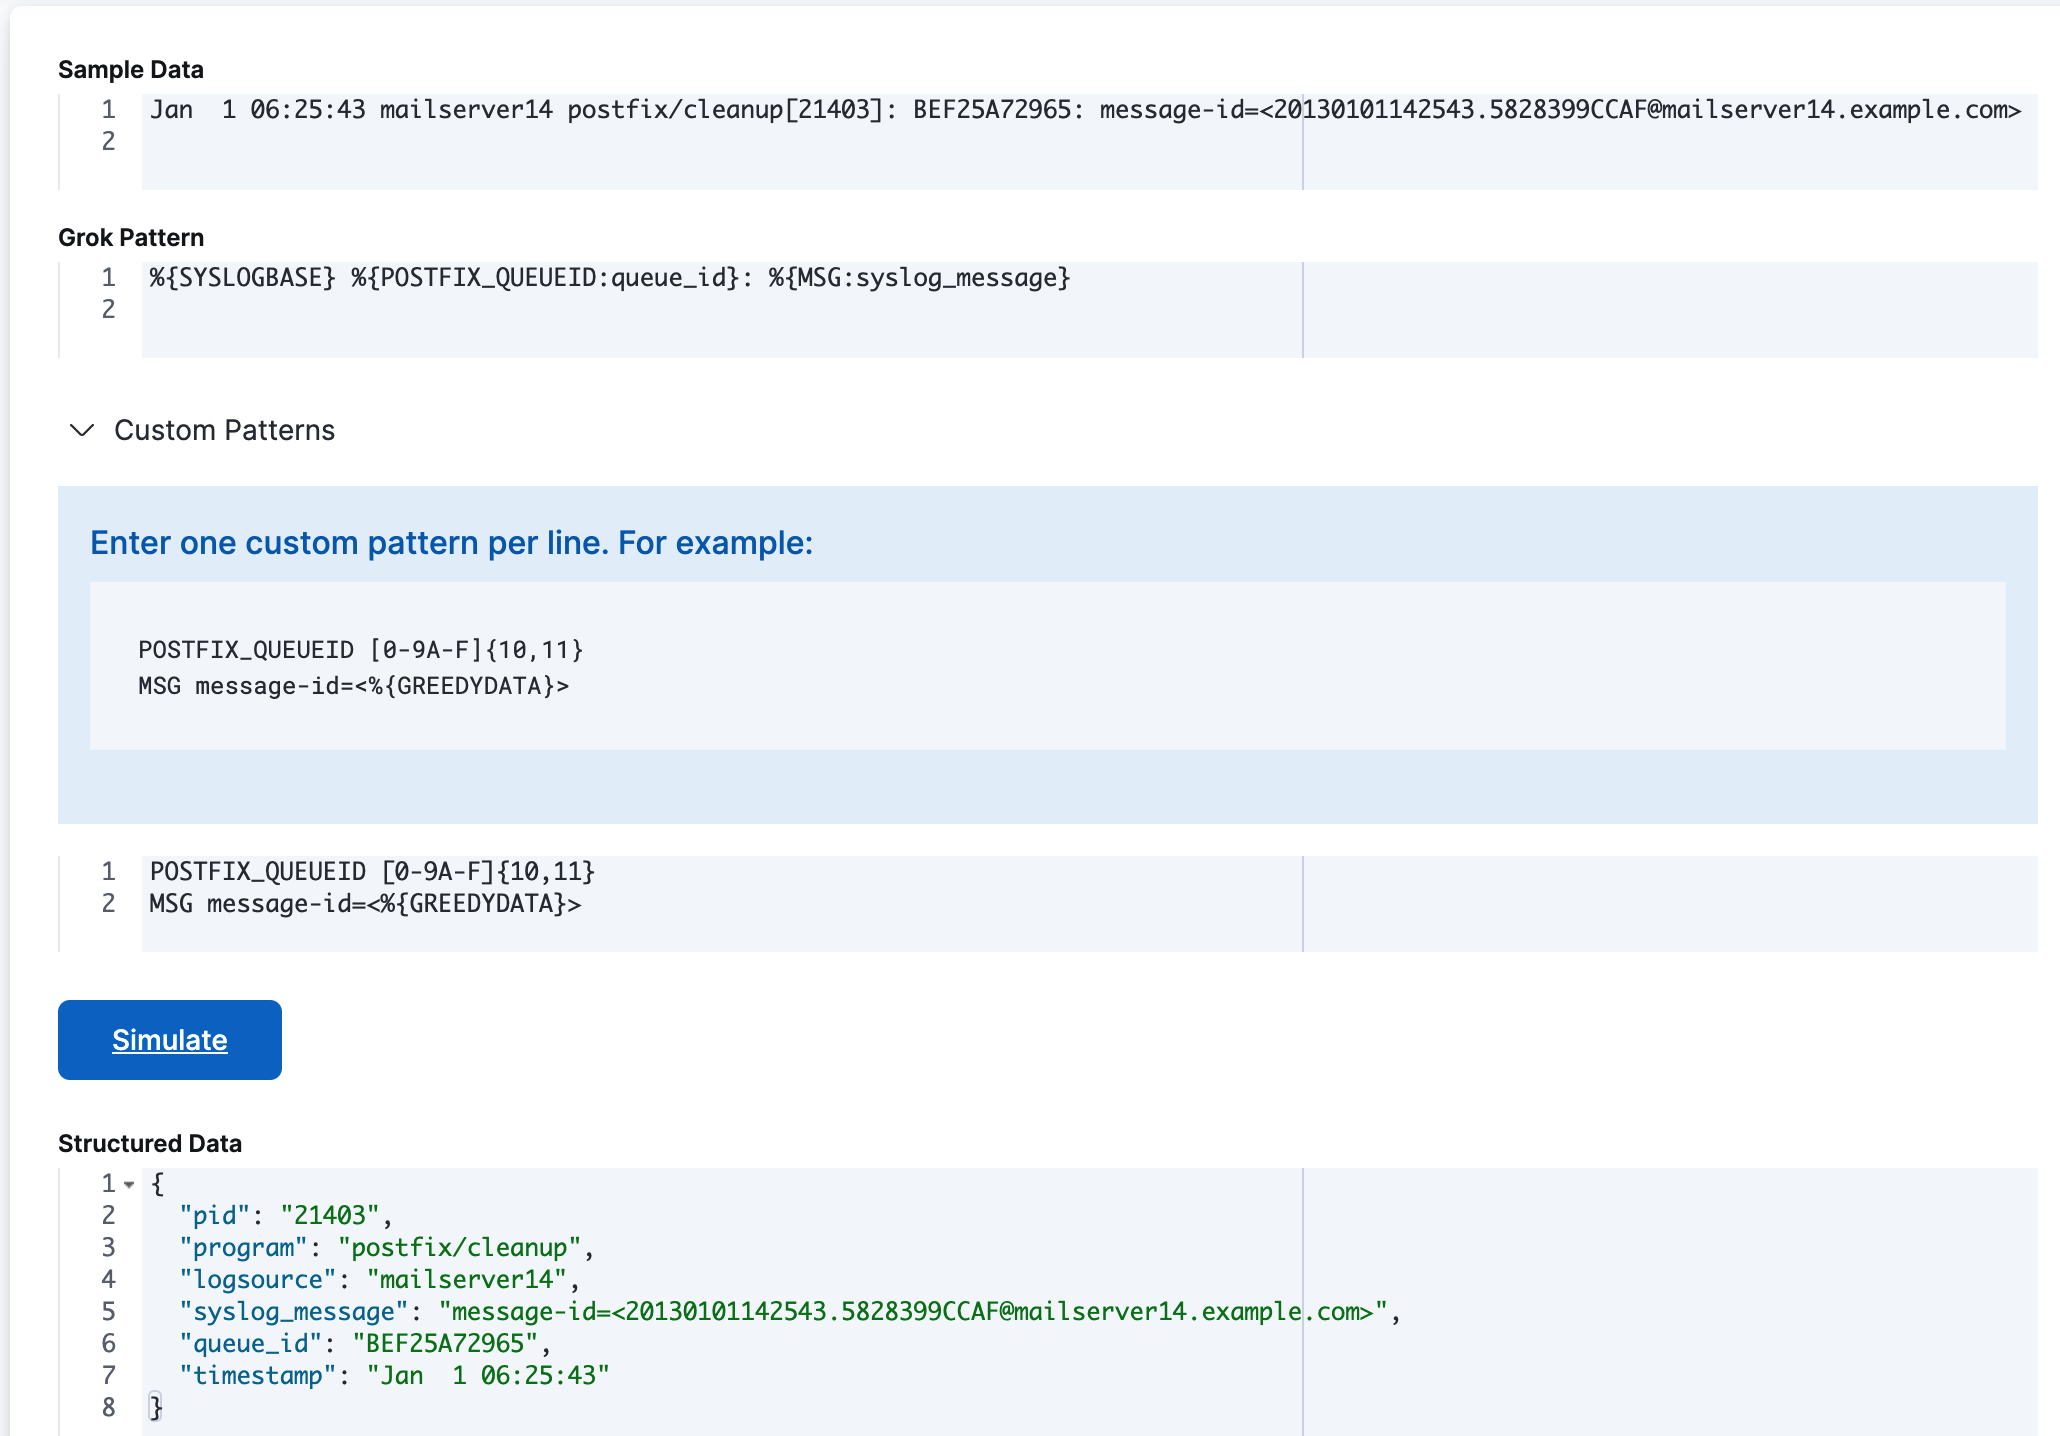 Sample Data
1 Jan  1 06:25:43 mailserver14 postfix/cleanup[21403]: BEF25A72965: message-id=<20130101142543.5828399CCAF@mailserver14.example.com>
2
Grok Pattern
1 %{SYSLOGBASE} %{POSTFIX_QUEUEID:queue_id}: %{MSG:syslog_message}
2
Custom Patterns
Enter one custom pattern per line. For example:
POSTFIX_QUEUEID [0-9A-F]{10,11}
MSG message-id=<%{GREEDYDATA}>
1 POSTFIX_QUEUEID [0-9A-F]{10,11}
2 MSG message-id=<%{GREEDYDATA}>
Simulate
Structured Data
1 {
2   "pid": "21403",
3   "program": "postfix/cleanup",
4   "logsource": "mailserver14",
5   "syslog_message": "message-id=<20130101142543.5828399CCAF@mailserver14.example.com>",
6   "queue_id": "BEF25A72965",
7   "timestamp": "Jan  1 06:25:43"
8 }